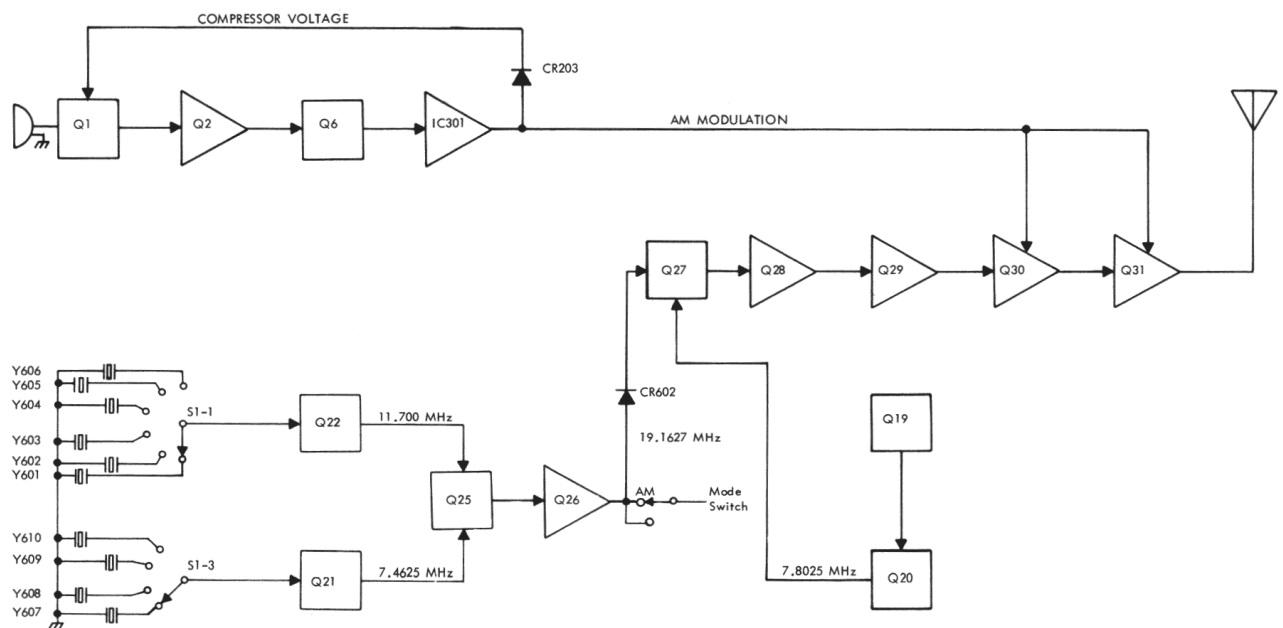 COMPRESSOR VOLTAGE
CR203
Q1
Q2
Q6
IC301
AM MODULATION
Q27
Q28
Q29
Q30
Q31
Y606
Y605
Y604
Y603
Y602
Y601
S1-1
Q22
11.700 MHz
CR602
19.1627 MHz
Q19
Q25
Q26
AM
Mode
Switch
Y610
Y609
Y608
Y607
S1-3
Q21
7.4625 MHz
7.8025 MHz
Q20